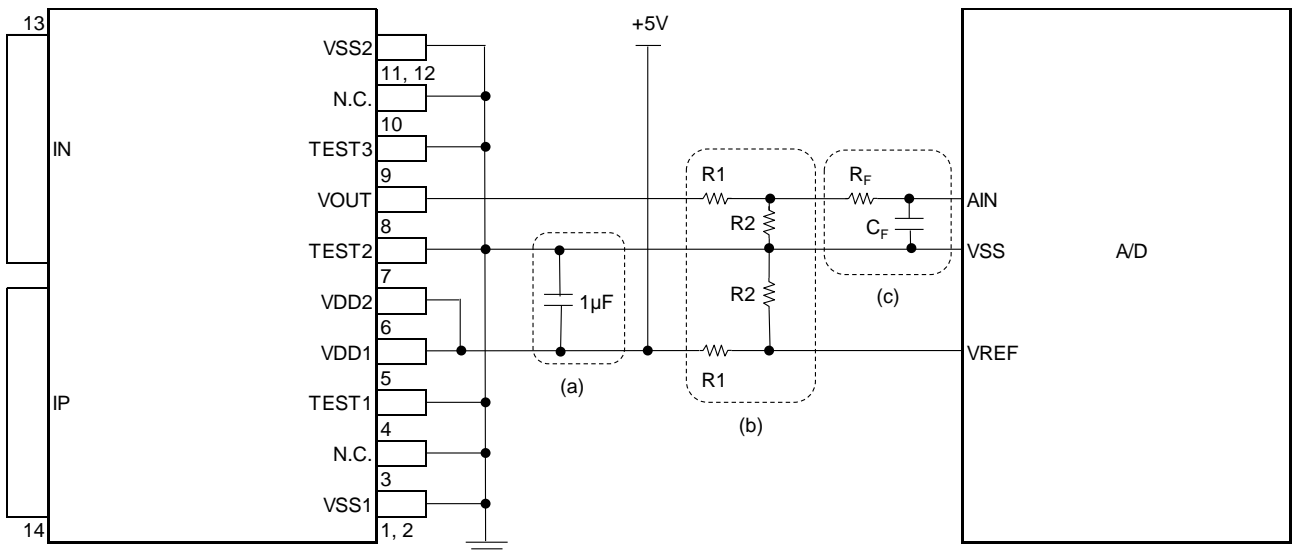 13
+5V
VSS2
11, 12
N.C.
10
IN
TEST3
9
VOUT
R1
R2
RF
CF
AIN
8
TEST2
VSS
A/D
7
VDD2
1µF
R2
(c)
6
VDD1
R1
VREF
(a)
5
IP
TEST1
(b)
4
N.C.
3
VSS1
14
1, 2